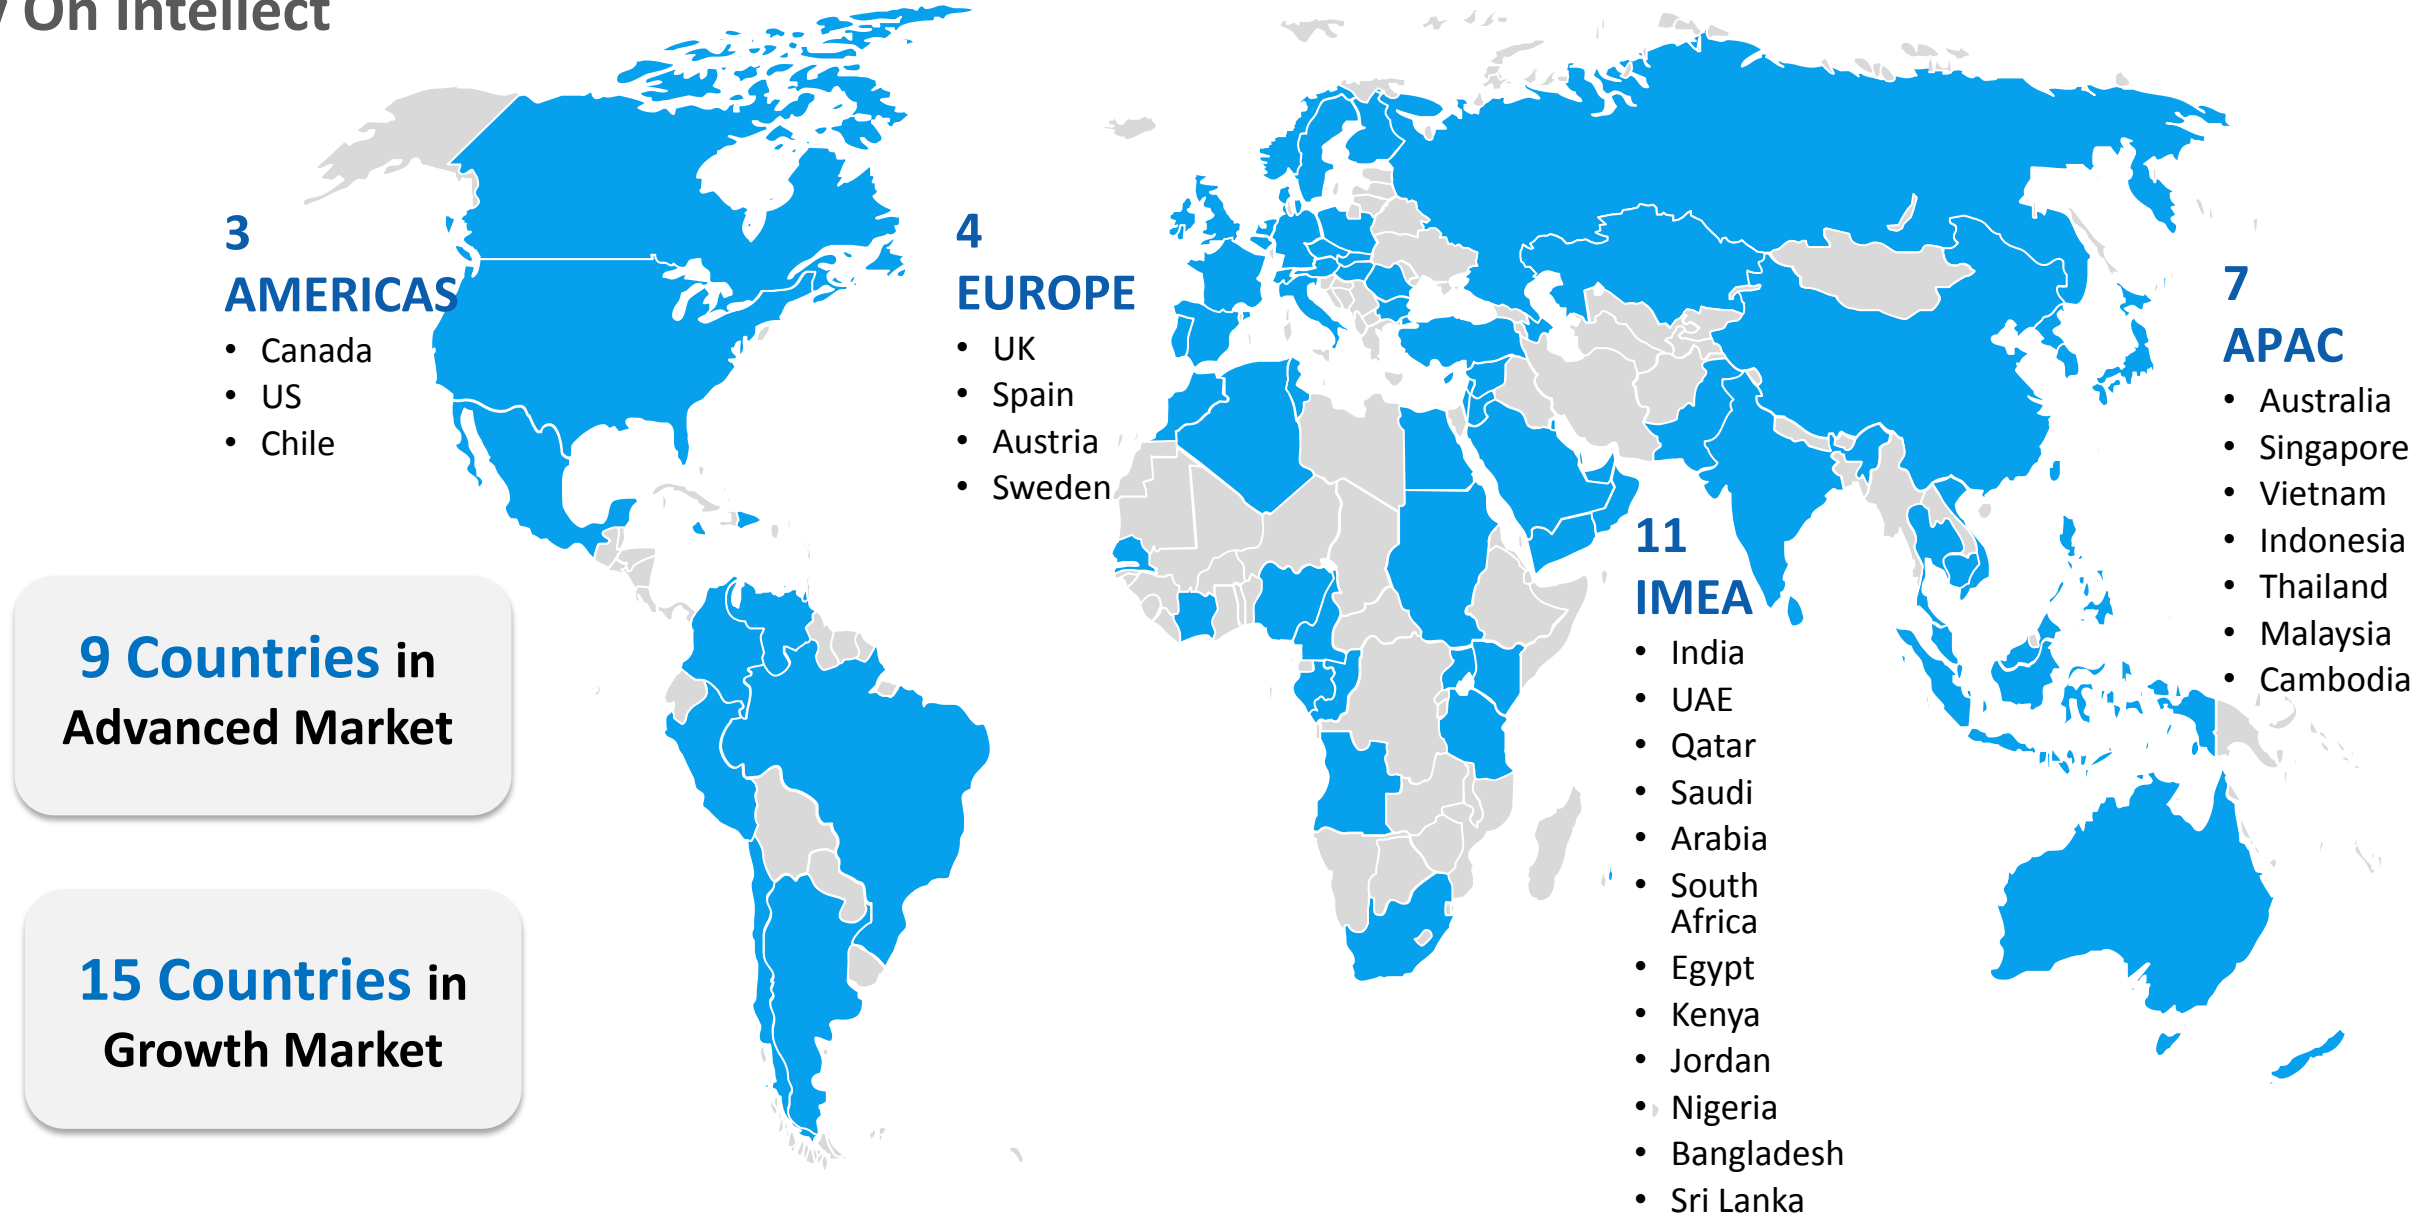 On Intellect
3
AMERICAS
• Canada
• US
• Chile
4
EUROPE
• UK
• Spain
• Austria
• Sweden
7
APAC
• Australia
• Singapore
• Vietnam
• Indonesia
• Thailand
• Malaysia
• Cambodia
11
IMEA
• India
• UAE
• Qatar
• Saudi
• Arabia
• South
Africa
• Egypt
• Kenya
• Jordan
• Nigeria
• Bangladesh
• Sri Lanka
9 Countries in
Advanced Market
15 Countries in
Growth Market